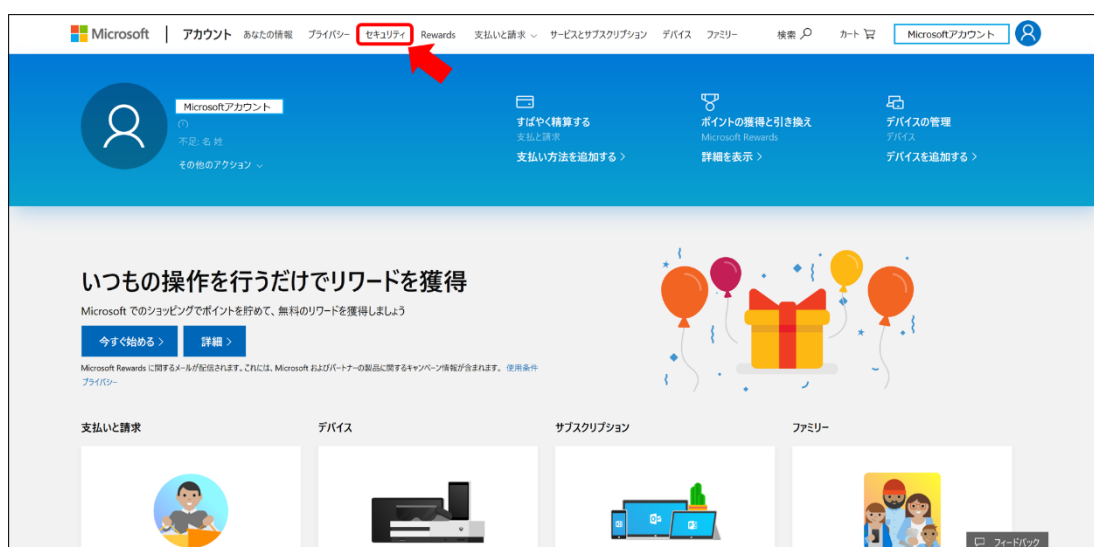 Microsoft アカウント あなたの情報 プライバシー セキュリティ Rewards 支払いと請求 サービスとサブスクリプション デバイス ファミリー 検索 カート Microsoftアカウント
Microsoftアカウント
不足: 名 姓
その他のアクション
すばやく精算する
支払と請求
支払い方法を追加する >
ポイントの獲得と引き換え
Microsoft Rewards
詳細を表示 >
デバイスの管理
デバイス
デバイスを追加する >
いつもの操作を行うだけでリワードを獲得
Microsoft でのショッピングでポイントを貯めて、無料のリワードを獲得しましょう
今すぐ始める > 詳細 >
Microsoft Rewards に関するメールが配信されます。これには、Microsoft およびパートナーの製品に関するキャンペーン情報が含まれます。 使用条件
プライバシー
支払いと請求 デバイス サブスクリプション ファミリー
フィードバック